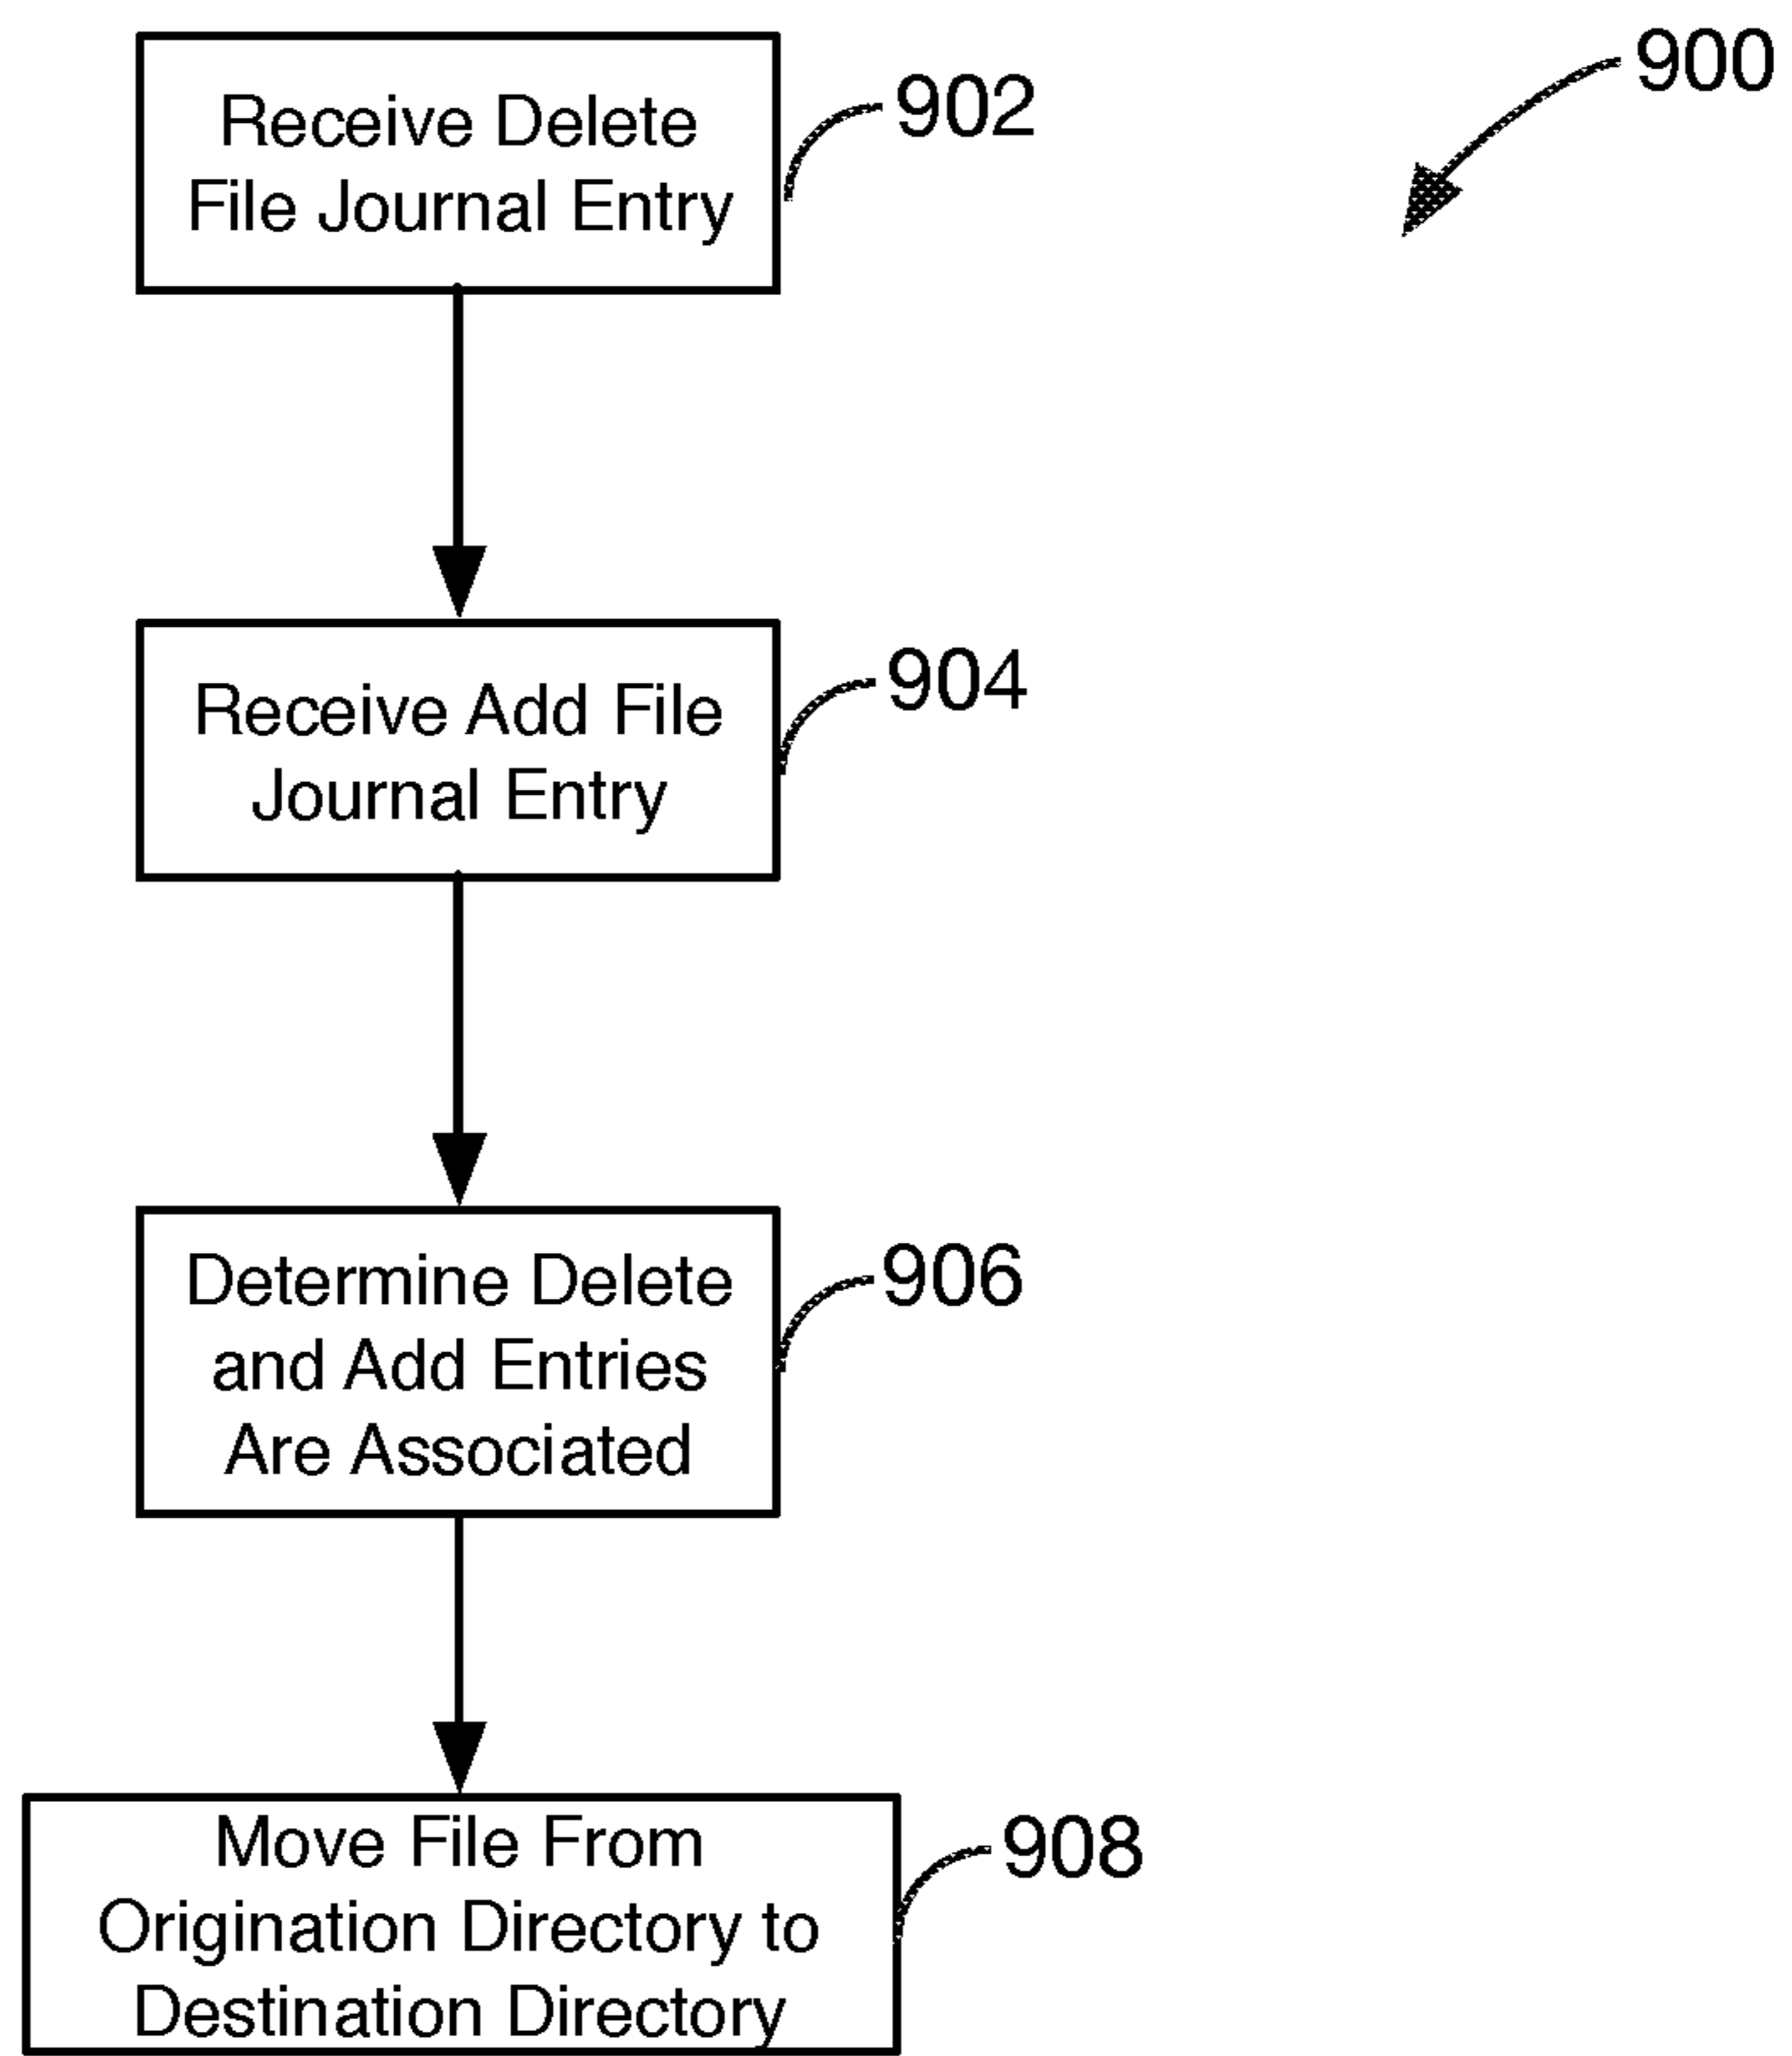 900
Receive Delete
File Journal Entry
902
Receive Add File
Journal Entry
904
Determine Delete
and Add Entries
Are Associated
906
Move File From
Origination Directory to
Destination Directory
908